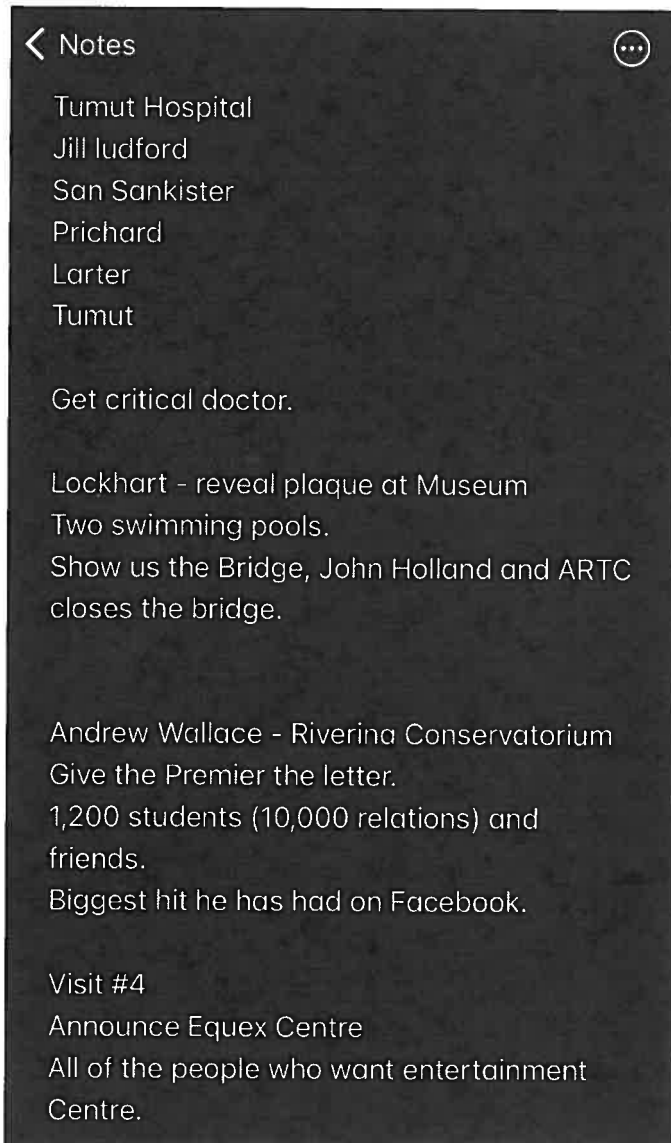 Notes
Tumut Hospital
Jill ludford
San Sankister
Prichard
Larter
Tumut
Get critical doctor.
Lockhart - reveal plaque at Museum
Two swimming pools.
Show us the Bridge, John Holland and ARTC
closes the bridge.
Andrew Wallace - Riverina Conservatorium
Give the Premier the letter.
1,200 students (10,000 relations) and
friends.
Biggest hit he has had on Facebook.
Visit #4
Announce Equex Centre
All of the people who want entertainment
Centre.